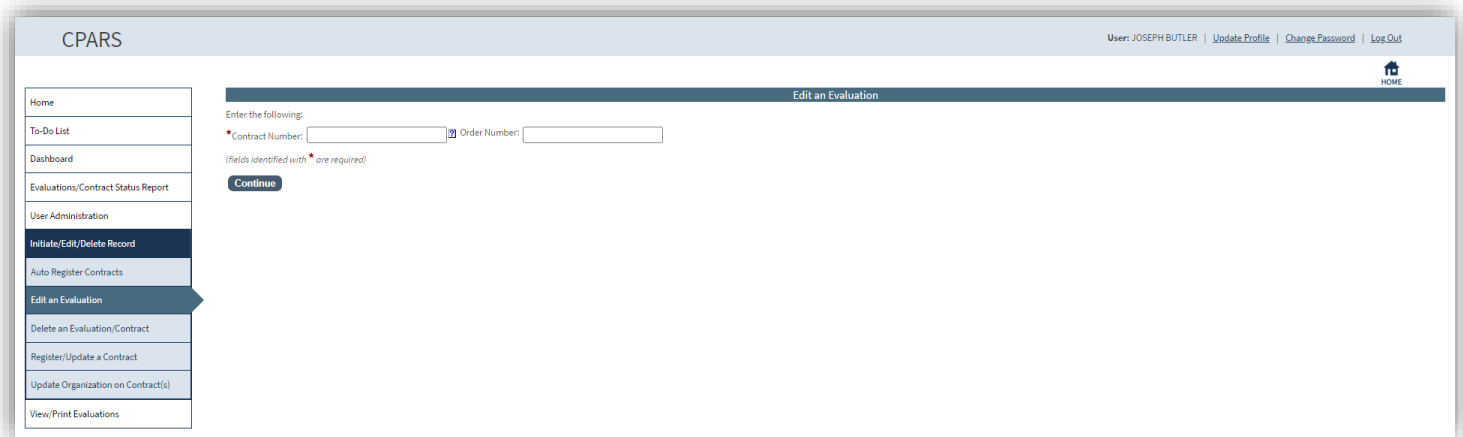 CPARS
User: JOSEPH BUTLER | Update Profile | Change Password | Log Out
HOME
Home
To-Do List
Dashboard
Evaluations/Contract Status Report
User Administration
Initiate/Edit/Delete Record
Auto Register Contracts
Edit an Evaluation
Delete an Evaluation/Contract
Register/Update a Contract
Update Organization on Contract(s)
View/Print Evaluations
Edit an Evaluation
Enter the following:
*Contract Number: ? Order Number:
(fields identified with * are required)
Continue